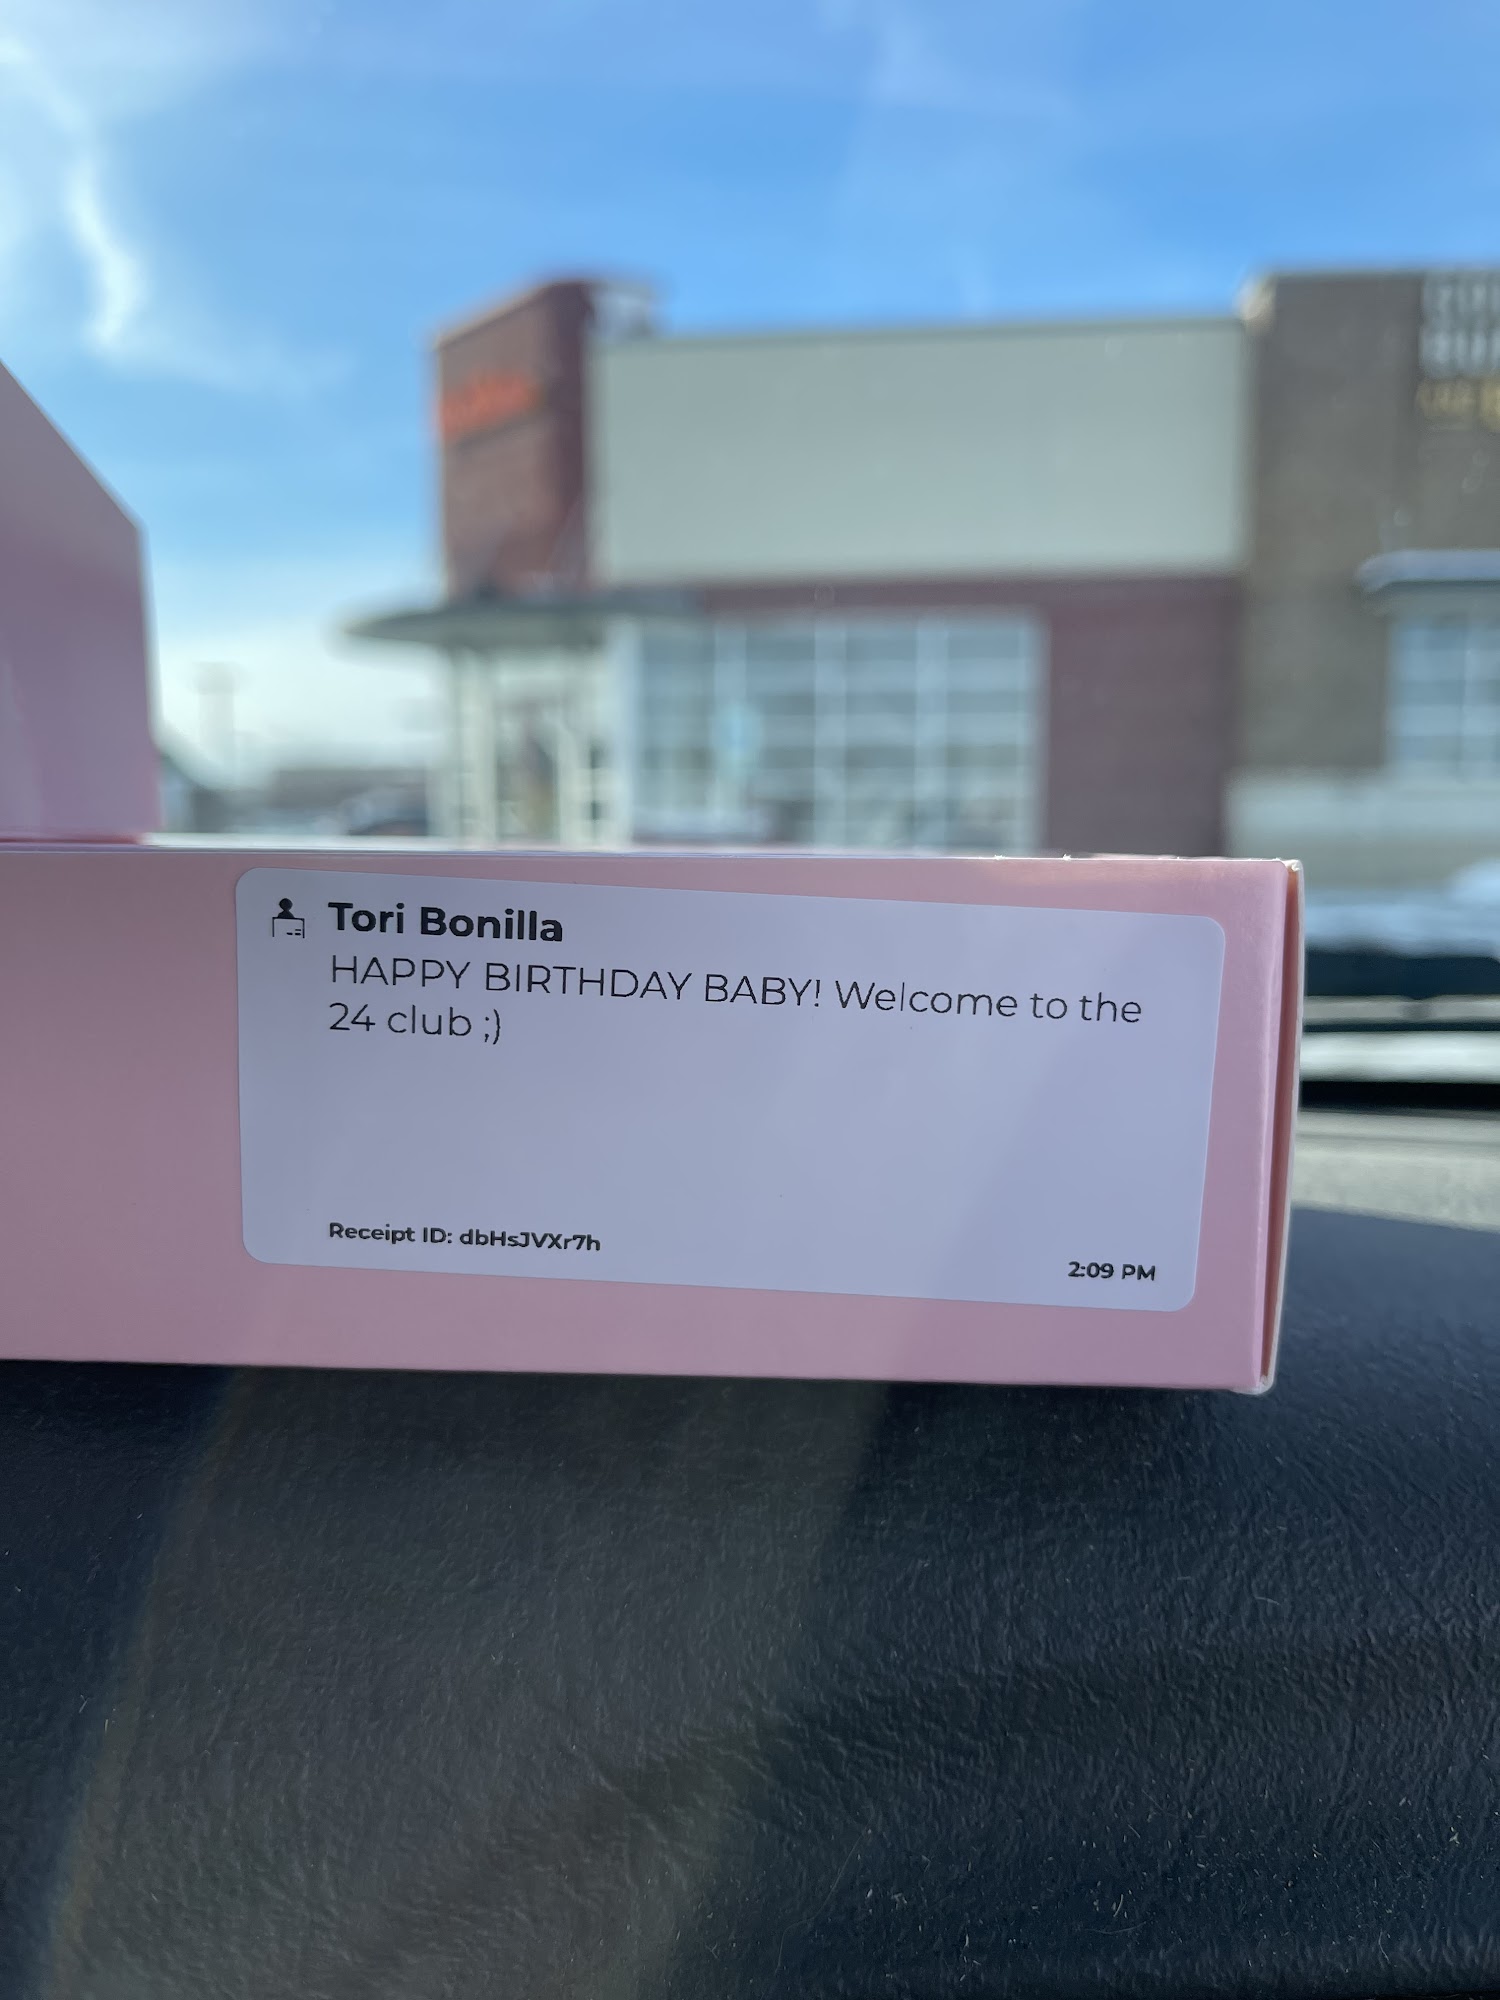 Tori Bonilla
HAPPY BIRTHDAY BABY! Welcome to the
24 club ;)
Receipt ID: dbHsJVXr7h
2:09 PM